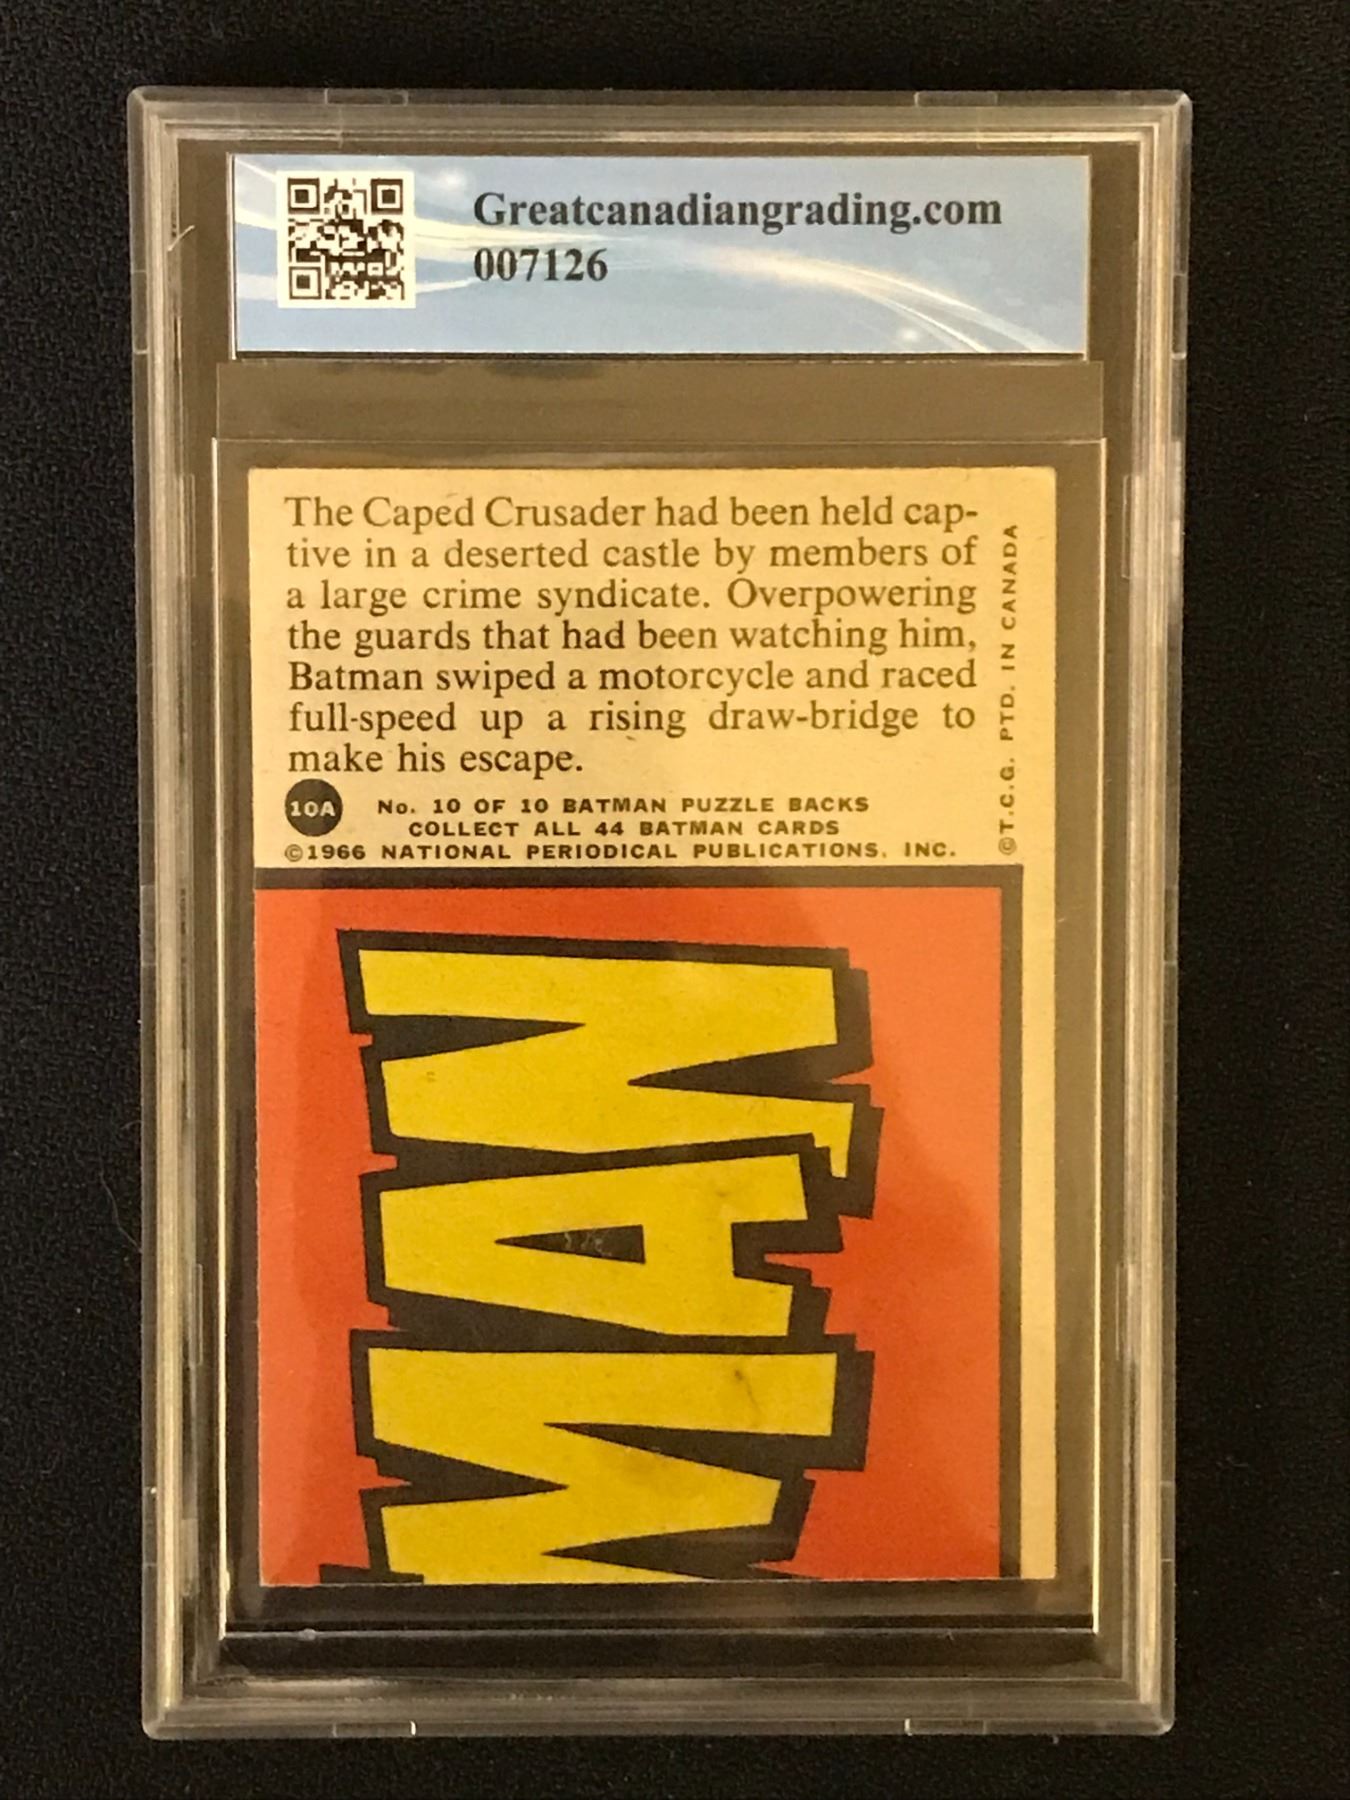 Greatcanadiangrading.com
007126
The Caped Crusader had been held cap-
tive in a deserted castle by members of
a large crime syndicate. Overpowering
the guards that had been watching him,
Batman swiped a motorcycle and raced
full-speed up a rising draw-bridge to
make his escape.
10A No. 10 OF 10 BATMAN PUZZLE BACKS
COLLECT ALL 44 BATMAN CARDS
©1966 NATIONAL PERIODICAL PUBLICATIONS, INC.
©T.C.G. PTD. IN CANADA
MAN